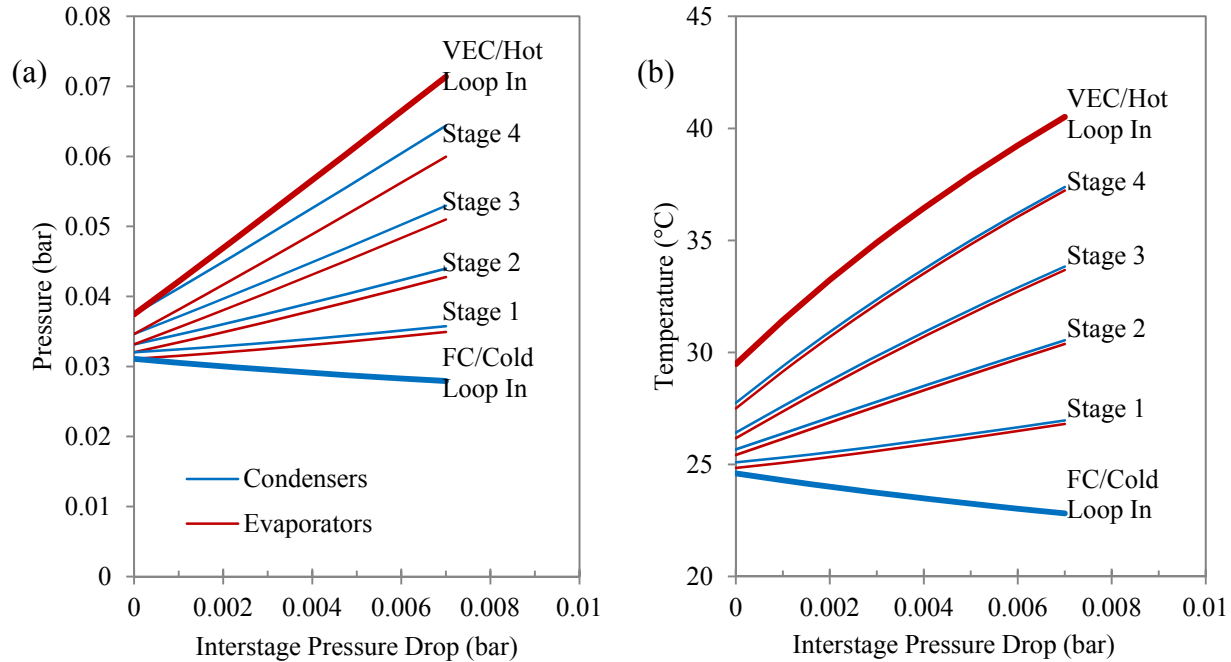 (a)
Pressure (bar)
0.08
0.07
0.06
0.05
0.04
0.03
0.02
0.01
0
VEC/Hot
Loop In
Stage 4
Stage 3
Stage 2
Stage 1
FC/Cold
Loop In
Condensers
Evaporators
0 0.002 0.004 0.006 0.008 0.01
Interstage Pressure Drop (bar)
(b)
Temperature (°C)
45
40
35
30
25
20
VEC/Hot
Loop In
Stage 4
Stage 3
Stage 2
Stage 1
FC/Cold
Loop In
0 0.002 0.004 0.006 0.008 0.01
Interstage Pressure Drop (bar)